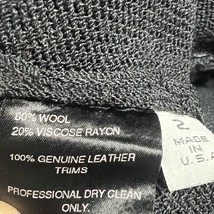 80% WOOL
20% VISCOSE RAYON
100% GENUINE LEATHER
TRIMS
PROFESSIONAL DRY CLEAN
ONLY.
2
MADE
IN
U.S.